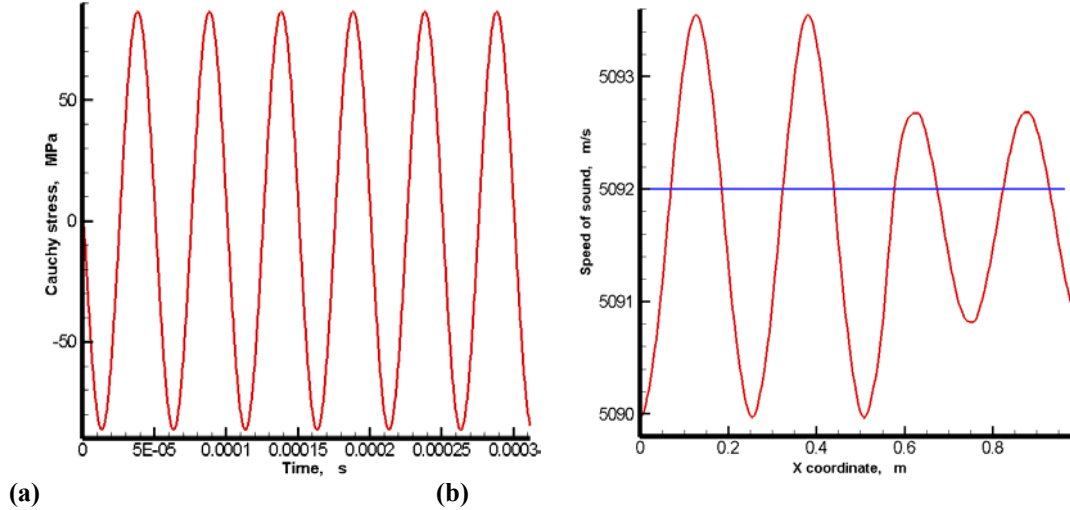 Cauchy stress, MPa
50
0
-50
0
5E-05
0.0001
0.00015
0.0002
0.00025
0.0003
Time, s
(a)
Speed of sound, m/s
5093
5092
5091
5090
0
0.2
0.4
0.6
0.8
X coordinate, m
(b)